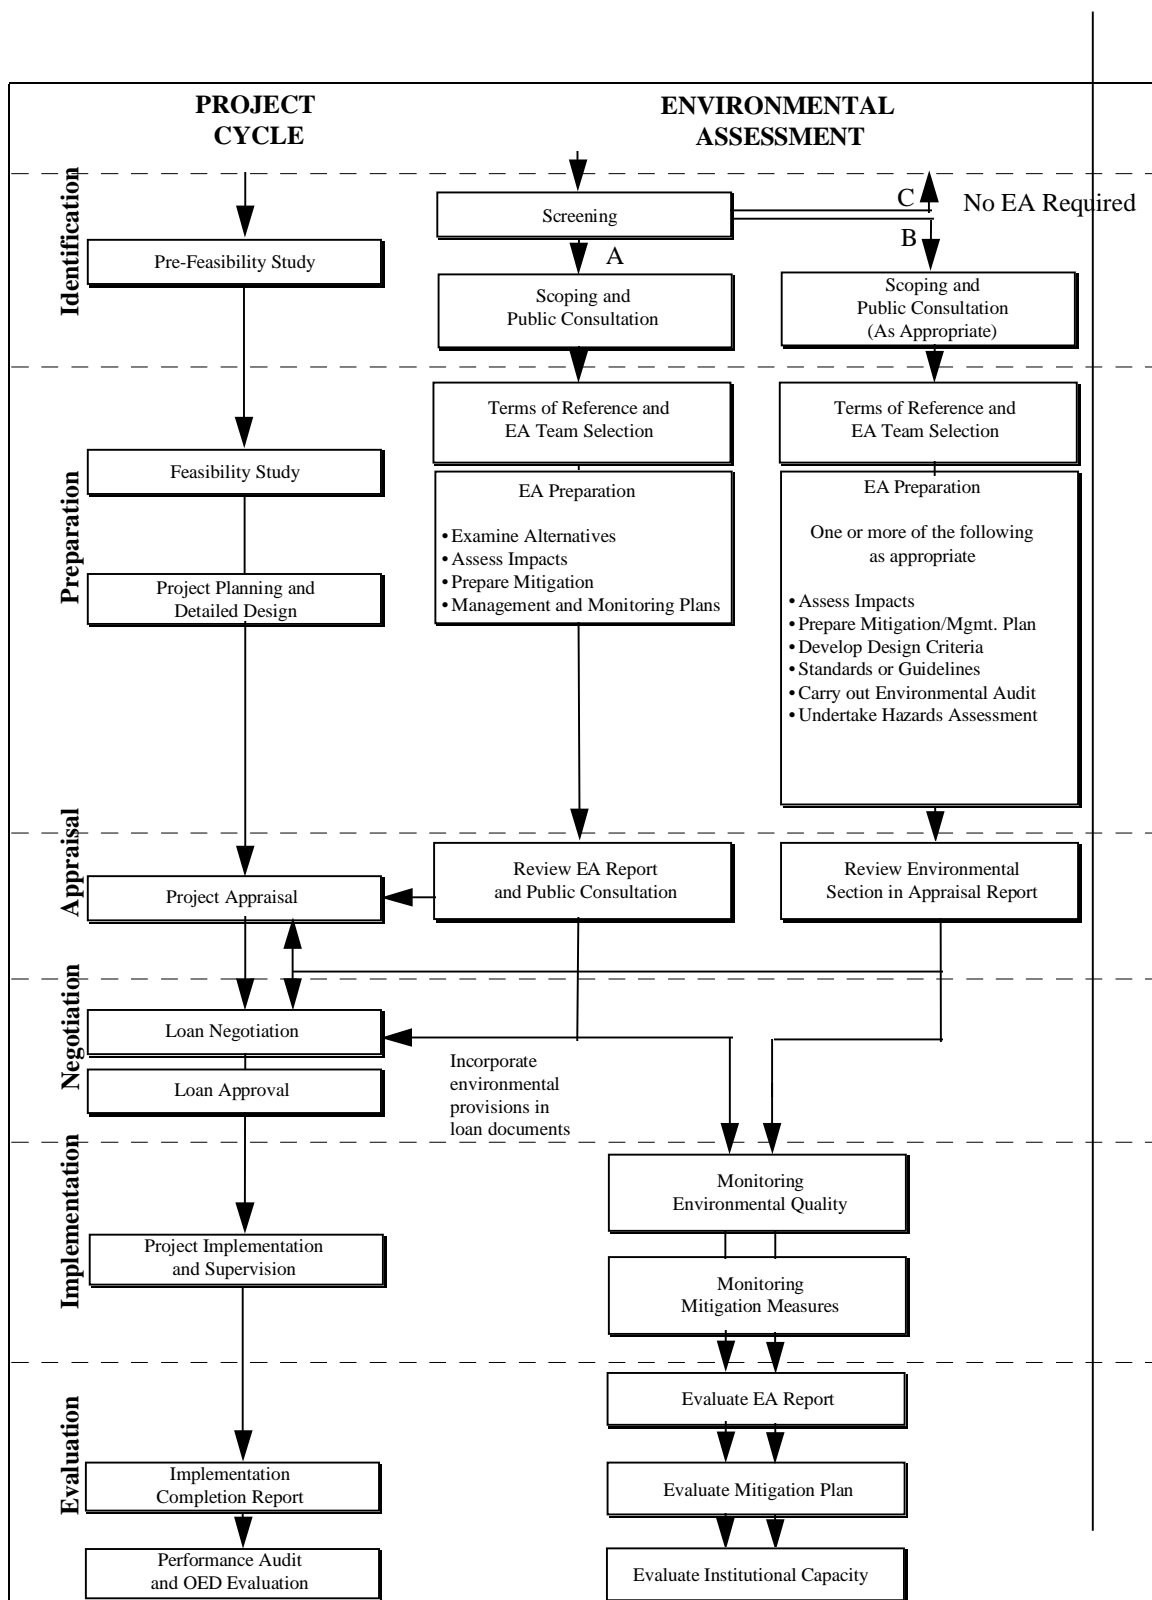 PROJECT
CYCLE
ENVIRONMENTAL
ASSESSMENT
Identification
Screening
C
No EA Required
B
A
Pre-Feasibility Study
Scoping and
Public Consultation
Scoping and
Public Consultation
(As Appropriate)
Preparation
Terms of Reference and
EA Team Selection
Terms of Reference and
EA Team Selection
Feasibility Study
EA Preparation
• Examine Alternatives
• Assess Impacts
• Prepare Mitigation
• Management and Monitoring Plans
EA Preparation
One or more of the following
as appropriate
• Assess Impacts
• Prepare Mitigation/Mgmt. Plan
• Develop Design Criteria
• Standards or Guidelines
• Carry out Environmental Audit
• Undertake Hazards Assessment
Project Planning and
Detailed Design
Appraisal
Project Appraisal
Review EA Report
and Public Consultation
Review Environmental
Section in Appraisal Report
Negotiation
Loan Negotiation
Loan Approval
Incorporate
environmental
provisions in
loan documents
Implementation
Monitoring
Environmental Quality
Project Implementation
and Supervision
Monitoring
Mitigation Measures
Evaluation
Evaluate EA Report
Implementation
Completion Report
Evaluate Mitigation Plan
Performance Audit
and OED Evaluation
Evaluate Institutional Capacity